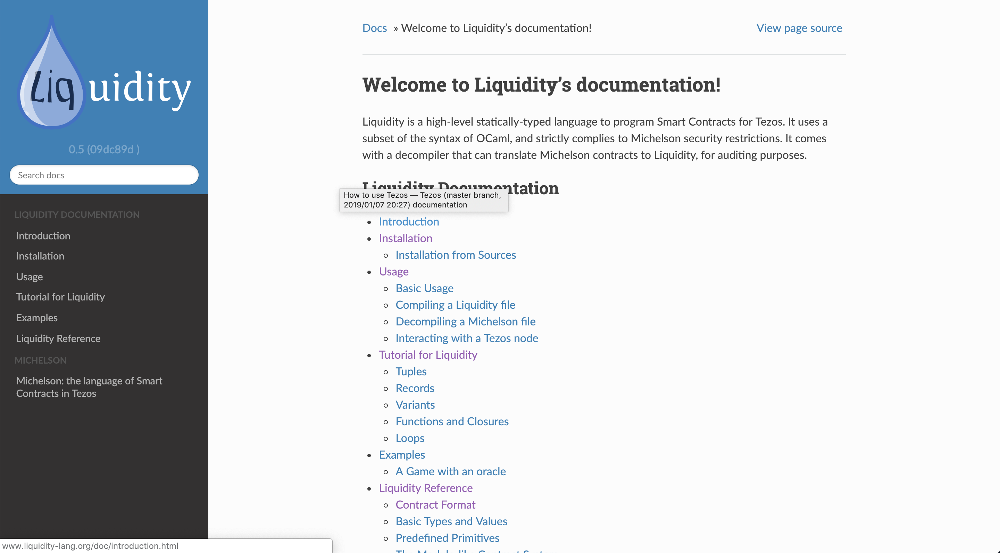 Liquidity
0.5 (09dc89d )
Search docs
LIQUIDITY DOCUMENTATION
Introduction
Installation
Usage
Tutorial for Liquidity
Examples
Liquidity Reference
MICHELSON
Michelson: the language of Smart
Contracts in Tezos
www.liquidity-lang.org/doc/introduction.html
Docs » Welcome to Liquidity’s documentation!
View page source
Welcome to Liquidity’s documentation!
Liquidity is a high-level statically-typed language to program Smart Contracts for Tezos. It uses a
subset of the syntax of OCaml, and strictly complies to Michelson security restrictions. It comes
with a decompiler that can translate Michelson contracts to Liquidity, for auditing purposes.
Liquidity Documentation
How to use Tezos — Tezos (master branch,
2019/01/07 20:27) documentation
Introduction
Installation
Installation from Sources
Usage
Basic Usage
Compiling a Liquidity file
Decompiling a Michelson file
Interacting with a Tezos node
Tutorial for Liquidity
Tuples
Records
Variants
Functions and Closures
Loops
Examples
A Game with an oracle
Liquidity Reference
Contract Format
Basic Types and Values
Predefined Primitives
The Module-like Contract System